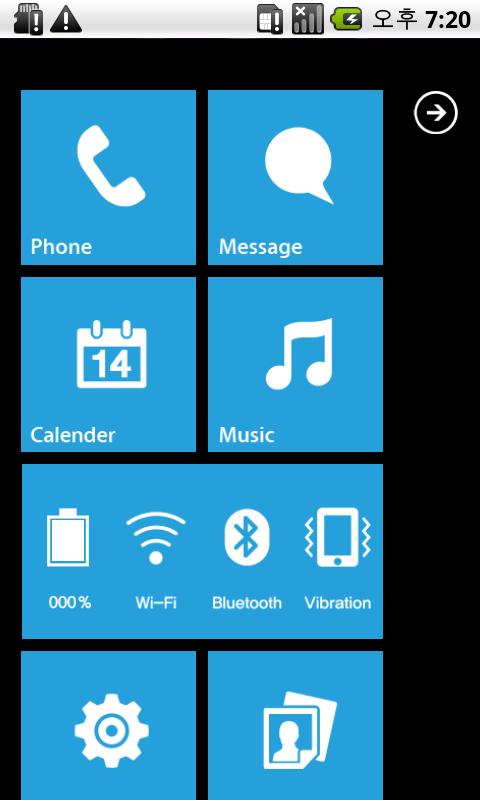 오후 7:20
Phone
Message
14
Calender
Music
000%
Wi-Fi
Bluetooth
Vibration